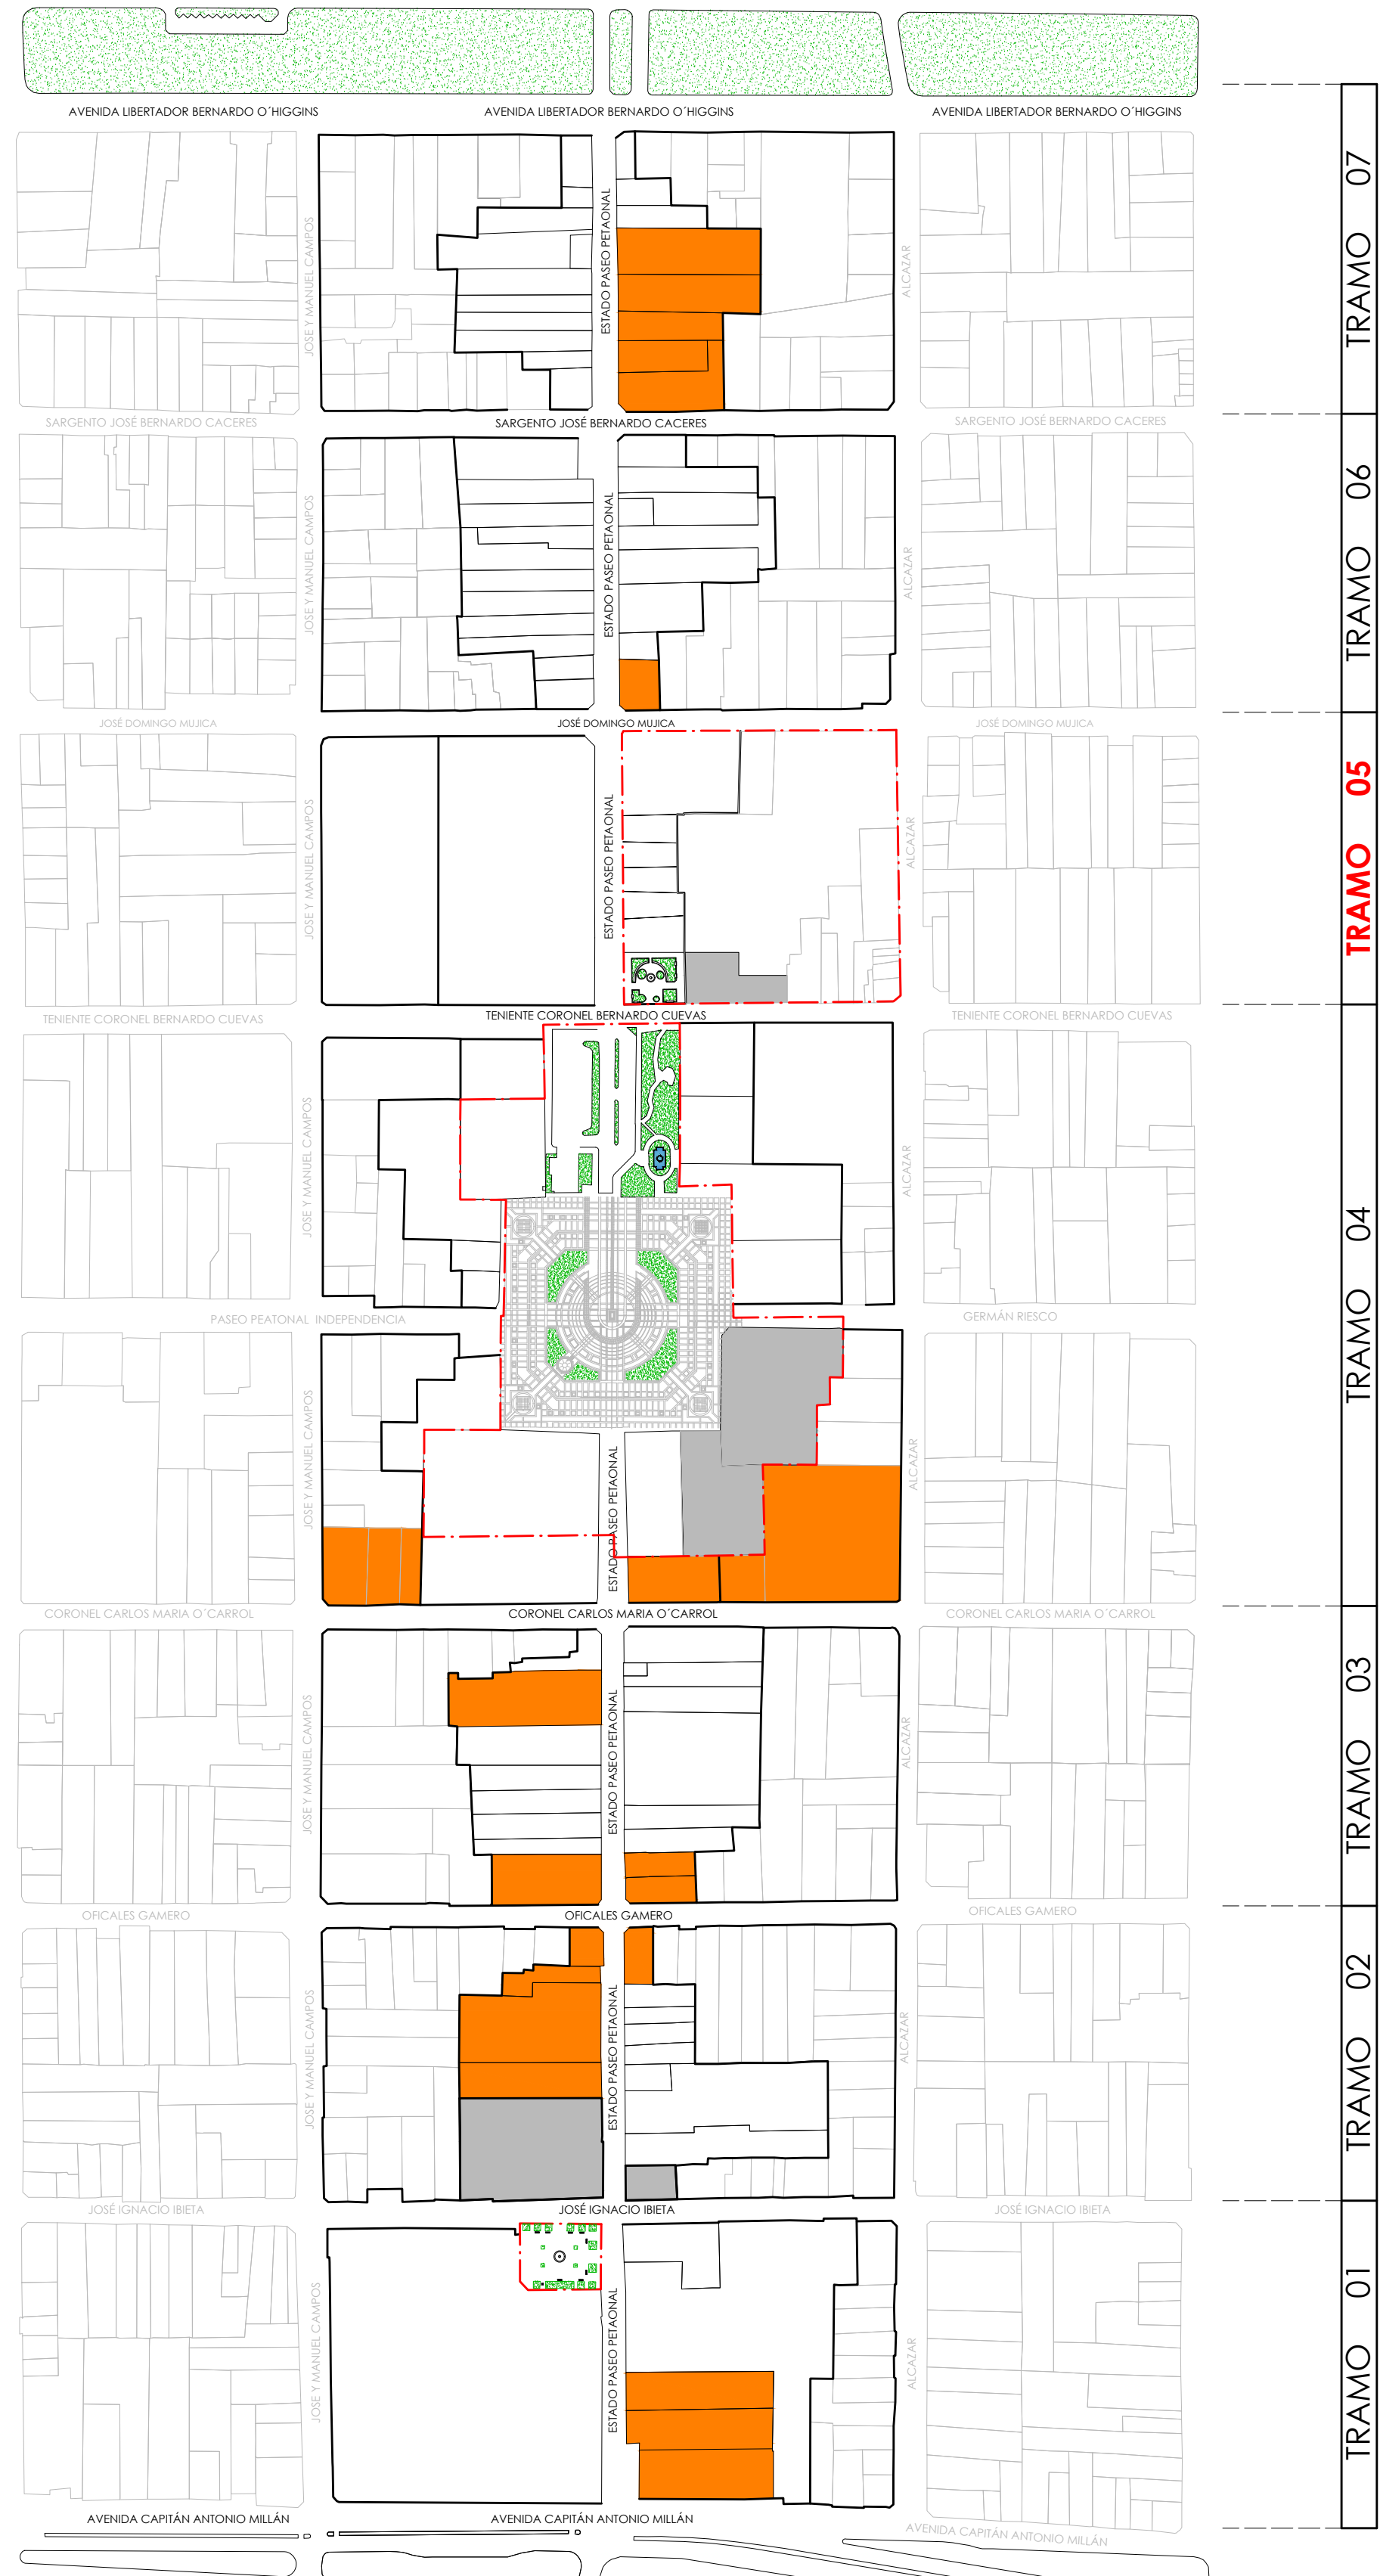 AVENIDA LIBERTADOR BERNARDO O´HIGGINS
AVENIDA LIBERTADOR BERNARDO O´HIGGINS
AVENIDA LIBERTADOR BERNARDO O´HIGGINS
JOSE Y MANUEL CAMPOS
ESTADO PASEO PETAONAL
ALCAZAR
TRAMO 07
SARGENTO JOSÉ BERNARDO CACERES
SARGENTO JOSÉ BERNARDO CACERES
SARGENTO JOSÉ BERNARDO CACERES
JOSE Y MANUEL CAMPOS
ESTADO PASEO PETAONAL
ALCAZAR
TRAMO 06
JOSÉ DOMINGO MUJICA
JOSÉ DOMINGO MUJICA
JOSÉ DOMINGO MUJICA
JOSE Y MANUEL CAMPOS
ESTADO PASEO PETAONAL
ALCAZAR
TRAMO 05
TENIENTE CORONEL BERNARDO CUEVAS
TENIENTE CORONEL BERNARDO CUEVAS
TENIENTE CORONEL BERNARDO CUEVAS
JOSE Y MANUEL CAMPOS
ALCAZAR
TRAMO 04
PASEO PEATONAL INDEPENDENCIA
GERMÁN RIESCO
JOSE Y MANUEL CAMPOS
ESTADO PASEO PETAONAL
ALCAZAR
CORONEL CARLOS MARIA O´CARROL
CORONEL CARLOS MARIA O´CARROL
CORONEL CARLOS MARIA O´CARROL
JOSE Y MANUEL CAMPOS
ESTADO PASEO PETAONAL
ALCAZAR
TRAMO 03
OFICALES GAMERO
OFICALES GAMERO
OFICALES GAMERO
JOSE Y MANUEL CAMPOS
ESTADO PASEO PETAONAL
ALCAZAR
TRAMO 02
JOSÉ IGNACIO IBIETA
JOSÉ IGNACIO IBIETA
JOSÉ IGNACIO IBIETA
JOSE Y MANUEL CAMPOS
ESTADO PASEO PETAONAL
ALCAZAR
TRAMO 01
AVENIDA CAPITÁN ANTONIO MILLÁN
AVENIDA CAPITÁN ANTONIO MILLÁN
AVENIDA CAPITÁN ANTONIO MILLÁN